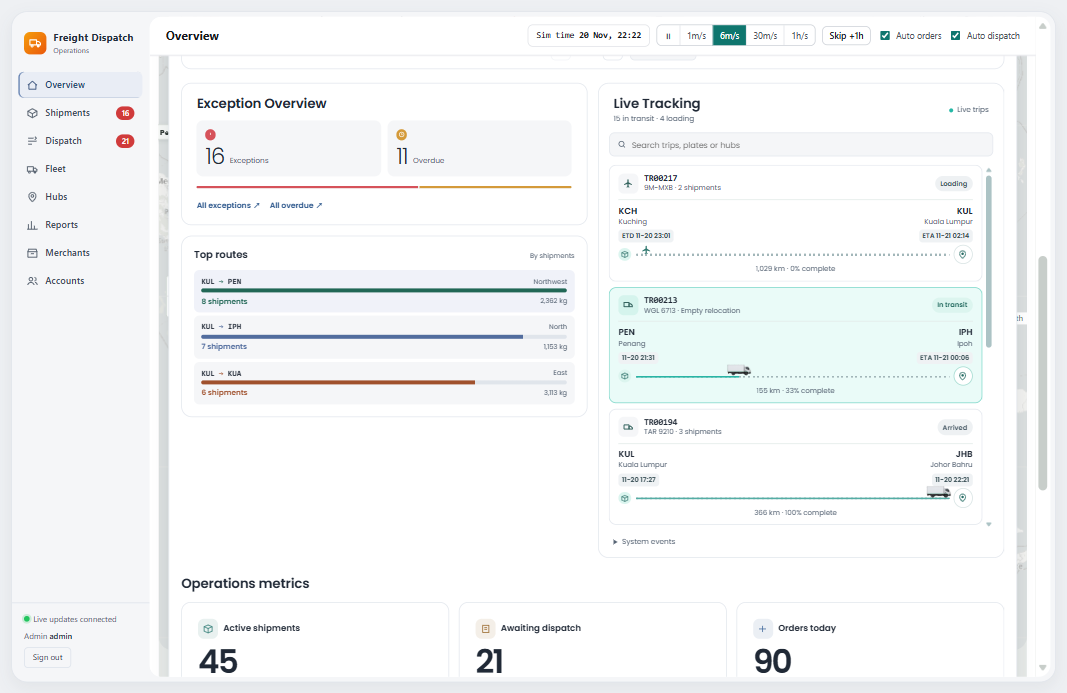 Freight Dispatch
Operations
Overview
Shipments 16
Dispatch 21
Fleet
Hubs
Reports
Merchants
Accounts
Live updates connected
Admin admin
Sign out
Overview
Sim time 20 Nov, 22:22
1m/s 6m/s 30m/s 1h/s
Skip +1h
Auto orders
Auto dispatch
Exception Overview
16 Exceptions
11 Overdue
All exceptions ↗ All overdue ↗
Top routes By shipments
KUL → PEN Northwest
8 shipments 2,362 kg
KUL → IPH North
7 shipments 1,153 kg
KUL → KUA East
6 shipments 3,113 kg
Live Tracking
15 in transit · 4 loading
Live trips
Search trips, plates or hubs
TR00217
9M-MXB · 2 shipments
Loading
KCH KUL
Kuching Kuala Lumpur
ETD 11-20 23:01 ETA 11-21 02:14
1,029 km · 0% complete
TR00213
WGL 6713 · Empty relocation
In transit
PEN IPH
Penang Ipoh
11-20 21:31 ETA 11-21 00:06
155 km · 33% complete
TR00194
TAR 9210 · 3 shipments
Arrived
KUL JHB
Kuala Lumpur Johor Bahru
11-20 17:27 11-20 22:21
366 km · 100% complete
System events
Operations metrics
Active shipments
45
Awaiting dispatch
21
Orders today
90